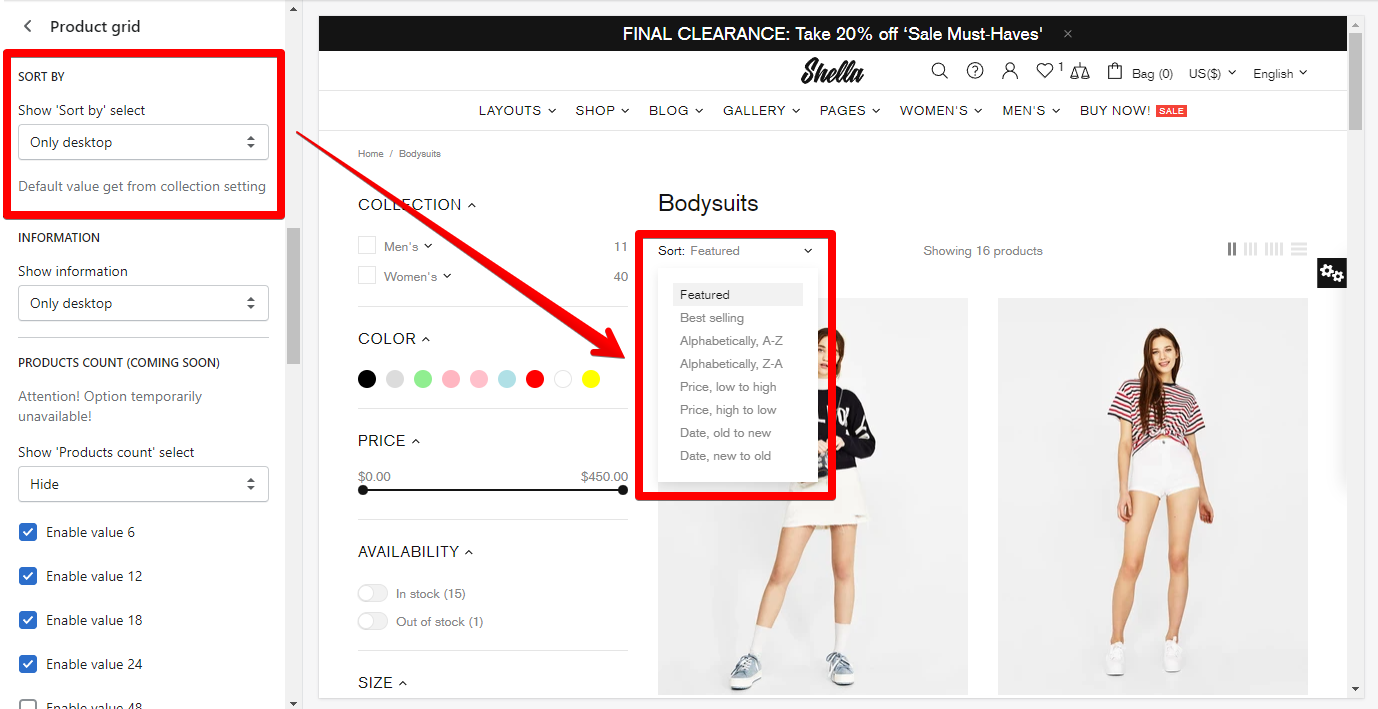 Product grid
SORT BY
Show 'Sort by' select
Only desktop
Default value get from collection setting
INFORMATION
Show information
Only desktop
PRODUCTS COUNT (COMING SOON)
Attention! Option temporarily
unavailable!
Show 'Products count' select
Hide
Enable value 6
Enable value 12
Enable value 18
Enable value 24
Enable value 48
FINAL CLEARANCE: Take 20% off ‘Sale Must-Haves'
Shella
1
Bag (0) US($) English
LAYOUTS SHOP BLOG GALLERY PAGES WOMEN'S MEN'S BUY NOW! SALE
Home / Bodysuits
COLLECTION
Men's 11
Women's 40
COLOR
PRICE
$0.00 $450.00
AVAILABILITY
In stock (15)
Out of stock (1)
SIZE
Bodysuits
Sort: Featured Showing 16 products
Featured
Best selling
Alphabetically, A-Z
Alphabetically, Z-A
Price, low to high
Price, high to low
Date, old to new
Date, new to old